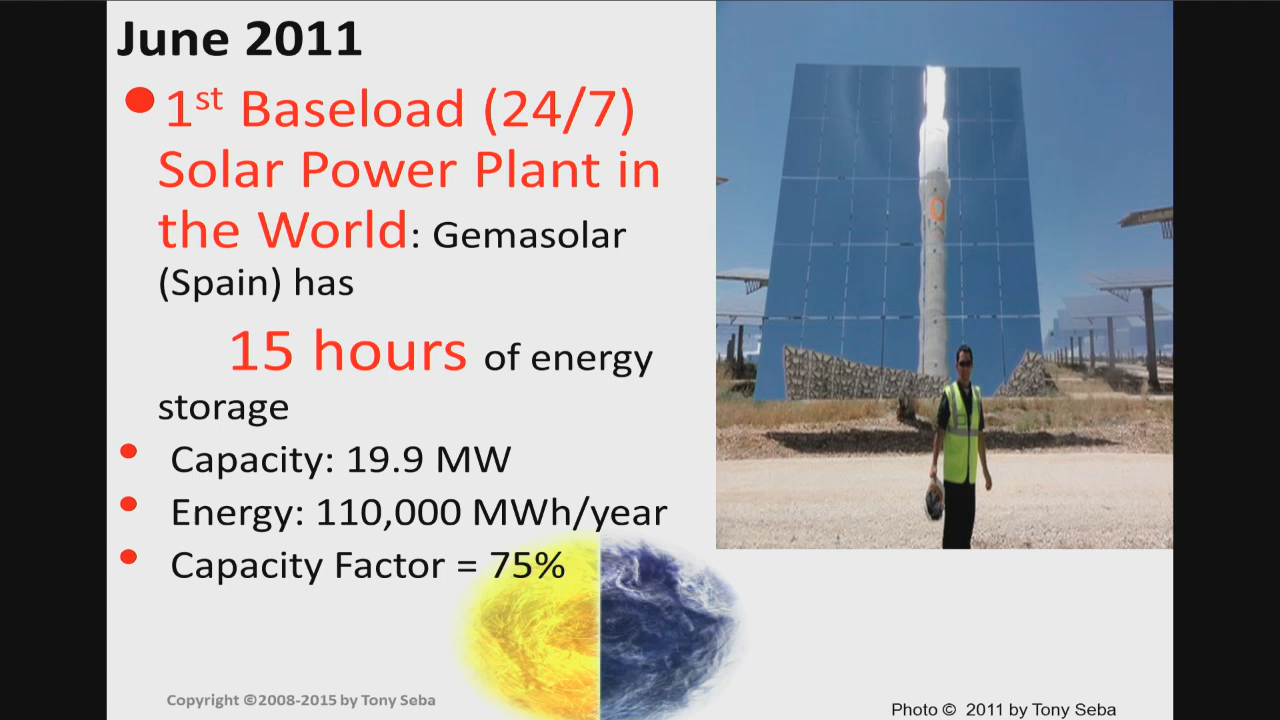 June 2011
1st Baseload (24/7)
Solar Power Plant in
the World: Gemasolar
(Spain) has
15 hours of energy
storage
Capacity: 19.9 MW
Energy: 110,000 MWh/year
Capacity Factor = 75%
Copyright ©2008-2015 by Tony Seba
Photo © 2011 by Tony Seba